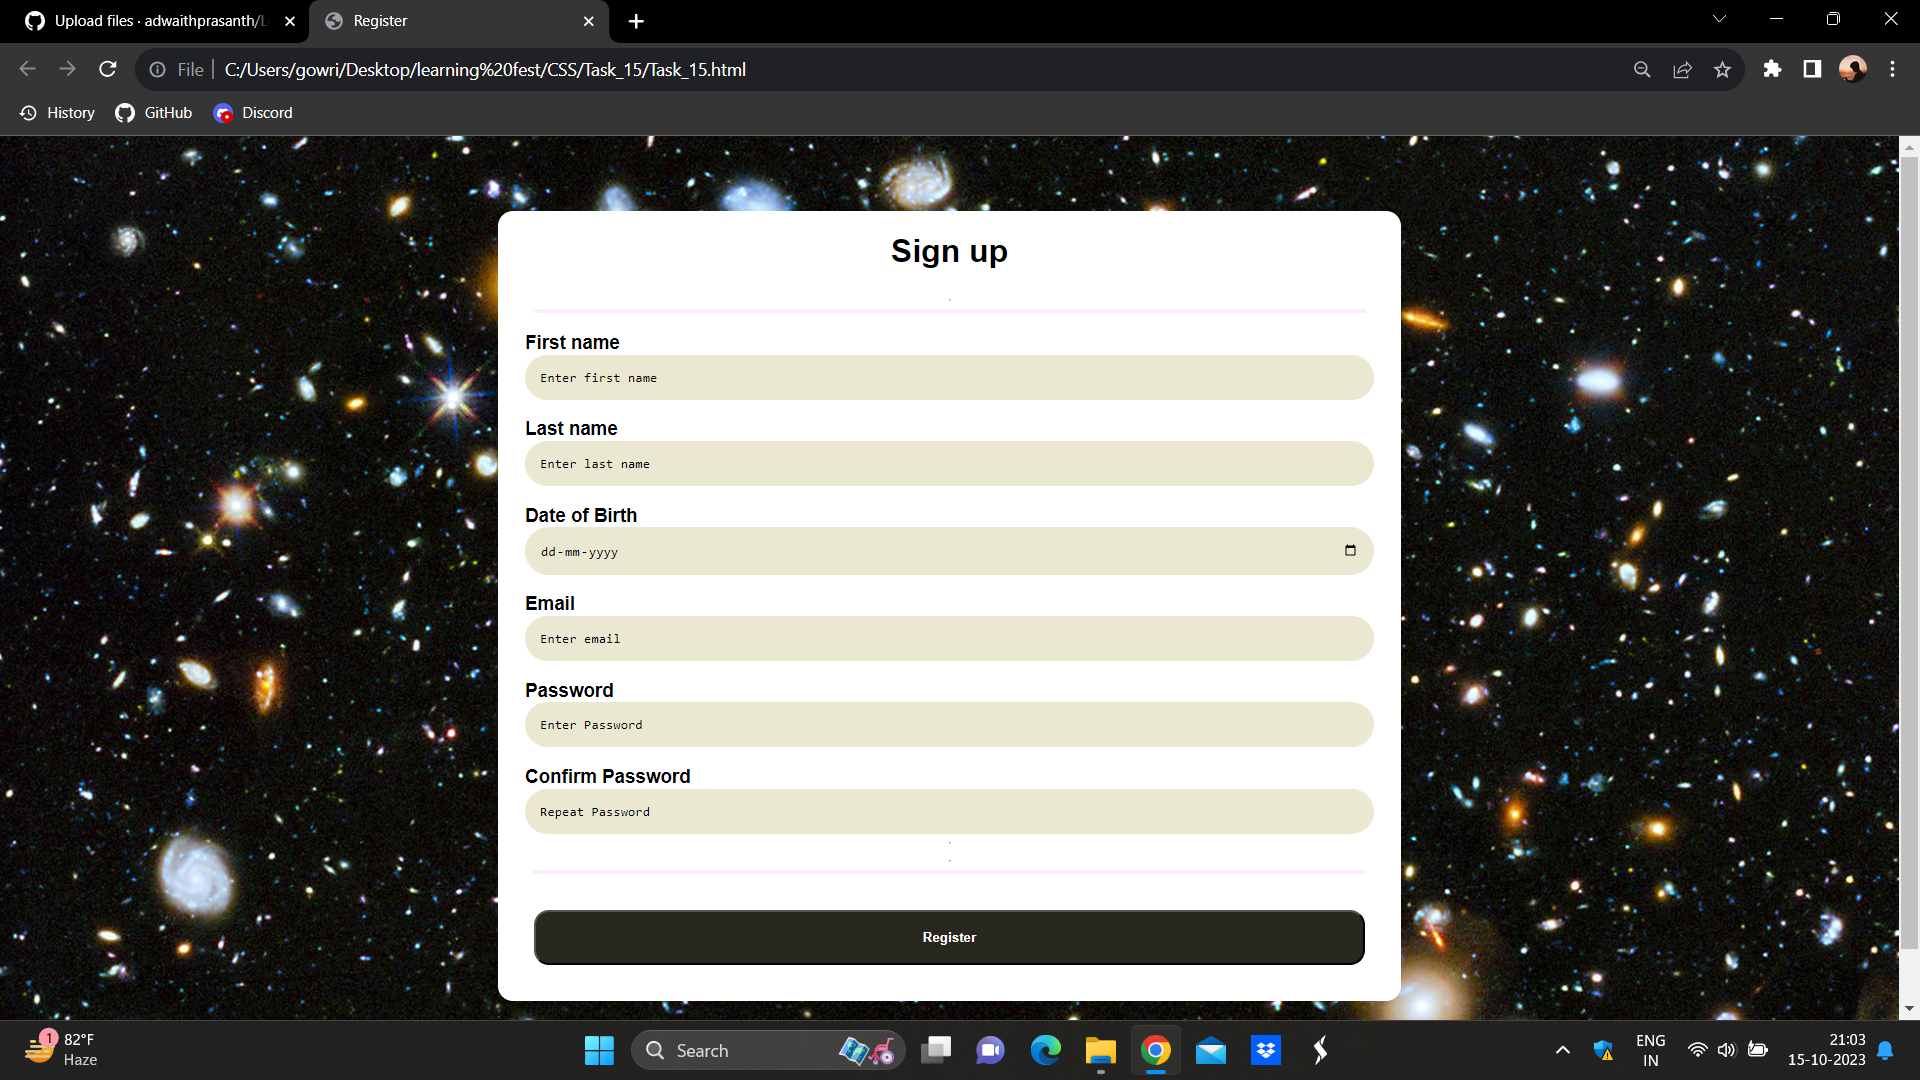 Upload files · adwaithprasanth/L
Register
File
C:/Users/gowri/Desktop/learning%20fest/CSS/Task_15/Task_15.html
History
GitHub
Discord
Sign up
First name
Enter first name
Last name
Enter last name
Date of Birth
dd-mm-yyyy
Email
Enter email
Password
Enter Password
Confirm Password
Repeat Password
Register
1
82°F
Haze
Search
ENG
IN
21:03
15-10-2023